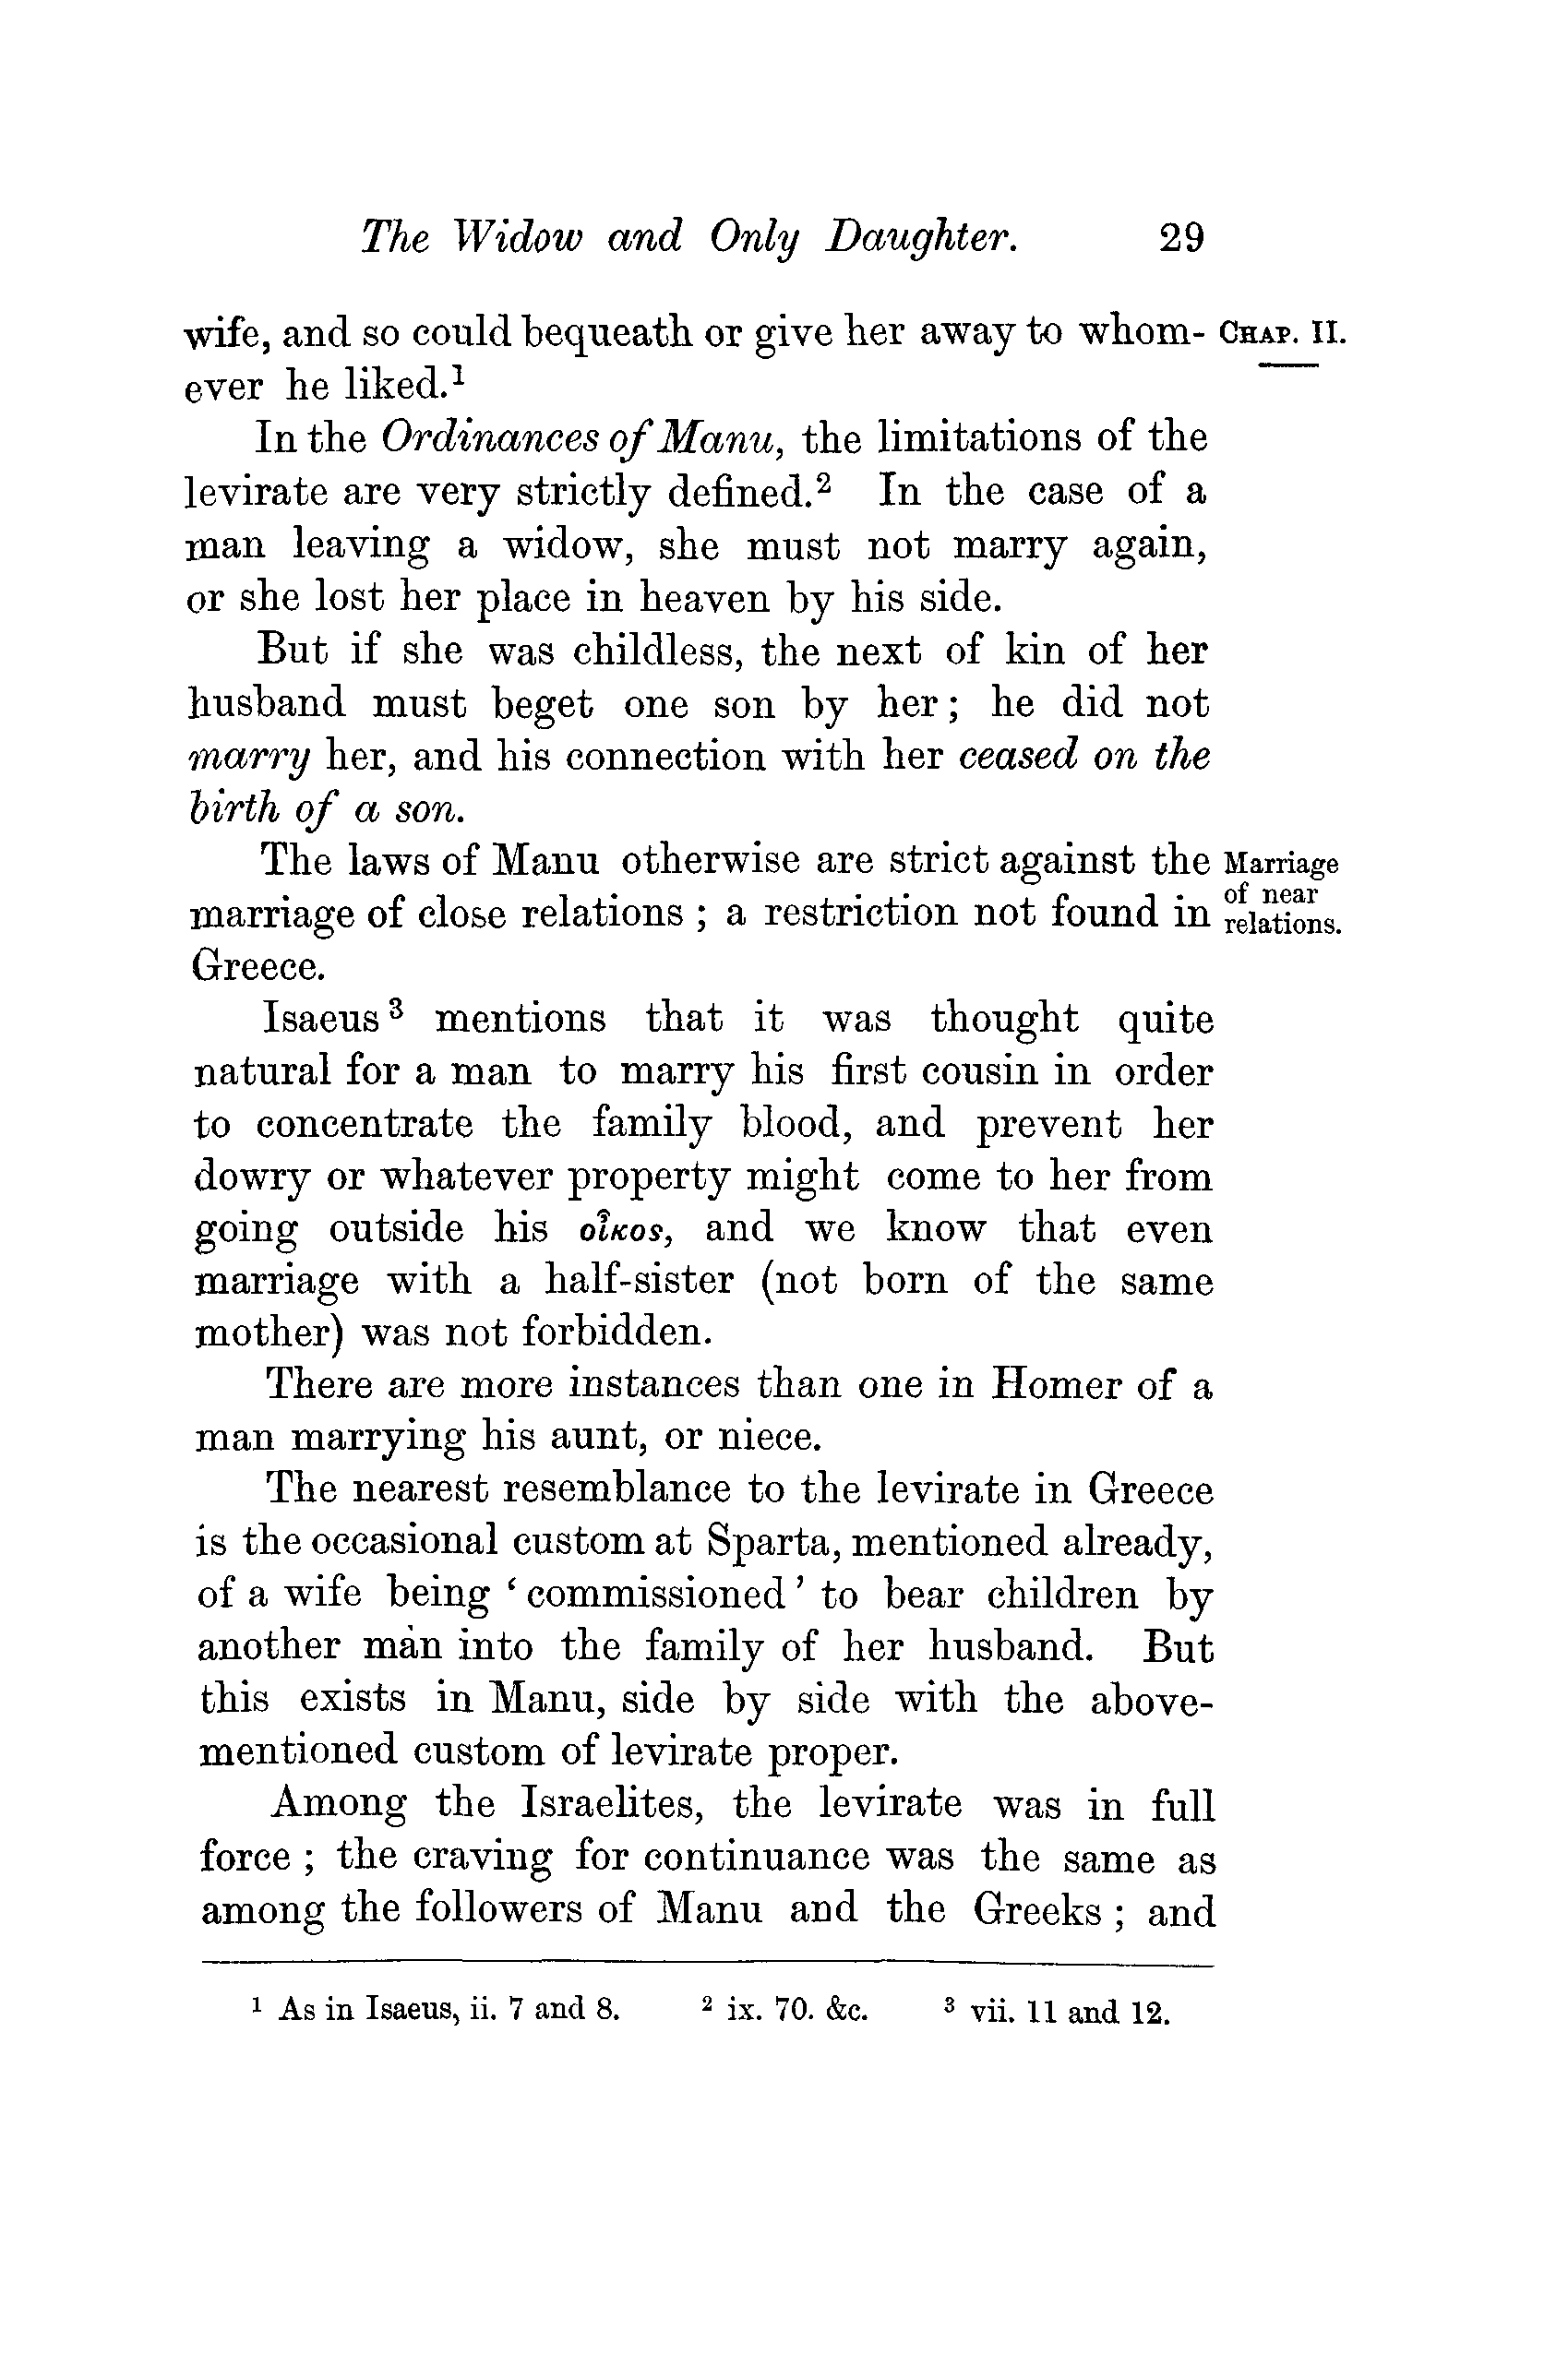 The Widow and Only Daughter. 29
wife, and so could bequeath or give her away to whom- CHAP. II.
ever he liked.¹
In the Ordinances of Manu, the limitations of the
levirate are very strictly defined.² In the case of a
man leaving a widow, she must not marry again,
or she lost her place in heaven by his side.
But if she was childless, the next of kin of her
husband must beget one son by her; he did not
marry her, and his connection with her ceased on the
birth of a son.
The laws of Manu otherwise are strict against the
marriage of close relations ; a restriction not found in
Greece.
Marriage
of near
relations.
Isaeus³ mentions that it was thought quite
natural for a man to marry his first cousin in order
to concentrate the family blood, and prevent her
dowry or whatever property might come to her from
going outside his οἶκος, and we know that even
marriage with a half-sister (not born of the same
mother) was not forbidden.
There are more instances than one in Homer of a
man marrying his aunt, or niece.
The nearest resemblance to the levirate in Greece
is the occasional custom at Sparta, mentioned already,
of a wife being ‘commissioned’ to bear children by
another man into the family of her husband. But
this exists in Manu, side by side with the above-
mentioned custom of levirate proper.
Among the Israelites, the levirate was in full
force ; the craving for continuance was the same as
among the followers of Manu and the Greeks ; and
¹ As in Isaeus, ii. 7 and 8. ² ix. 70. &c. ³ vii. 11 and 12.